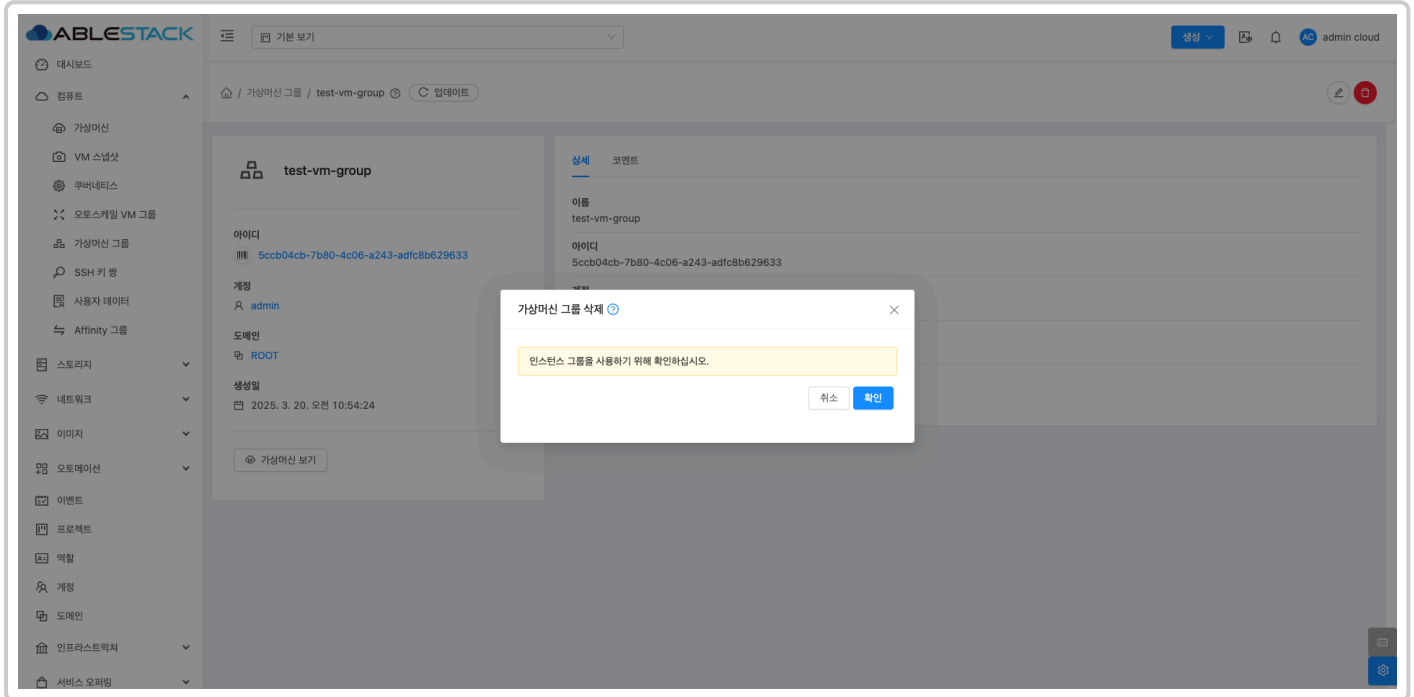 ABLESTACK
기본 보기
생성
AC admin cloud
대시보드
컴퓨트
가상머신
VM 스냅샷
쿠버네티스
오토스케일 VM 그룹
가상머신 그룹
SSH 키 쌍
사용자 데이터
Affinity 그룹
스토리지
네트워크
이미지
오토메이션
이벤트
프로젝트
역할
계정
도메인
인프라스트럭쳐
서비스 오퍼링
/ 가상머신 그룹 / test-vm-group 업데이트
test-vm-group
아이디
5ccb04cb-7b80-4c06-a243-adfc8b629633
계정
admin
도메인
ROOT
생성일
2025. 3. 20. 오전 10:54:24
가상머신 보기
상세 코멘트
이름
test-vm-group
아이디
5ccb04cb-7b80-4c06-a243-adfc8b629633
가상머신 그룹 삭제
인스턴스 그룹을 사용하기 위해 확인하십시오.
취소 확인